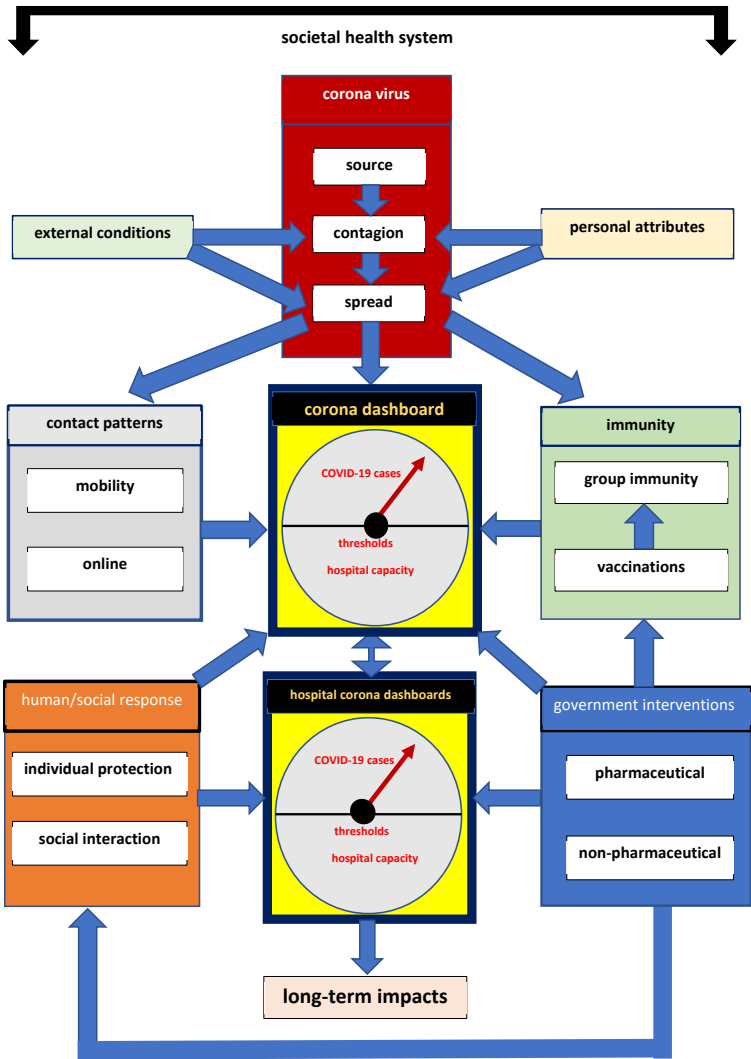 societal health system
corona virus
source
external conditions
contagion
personal attributes
spread
contact patterns
mobility
online
corona dashboard
COVID-19 cases
thresholds
hospital capacity
immunity
group immunity
vaccinations
human/social response
individual protection
social interaction
hospital corona dashboards
COVID-19 cases
thresholds
hospital capacity
government interventions
pharmaceutical
non-pharmaceutical
long-term impacts